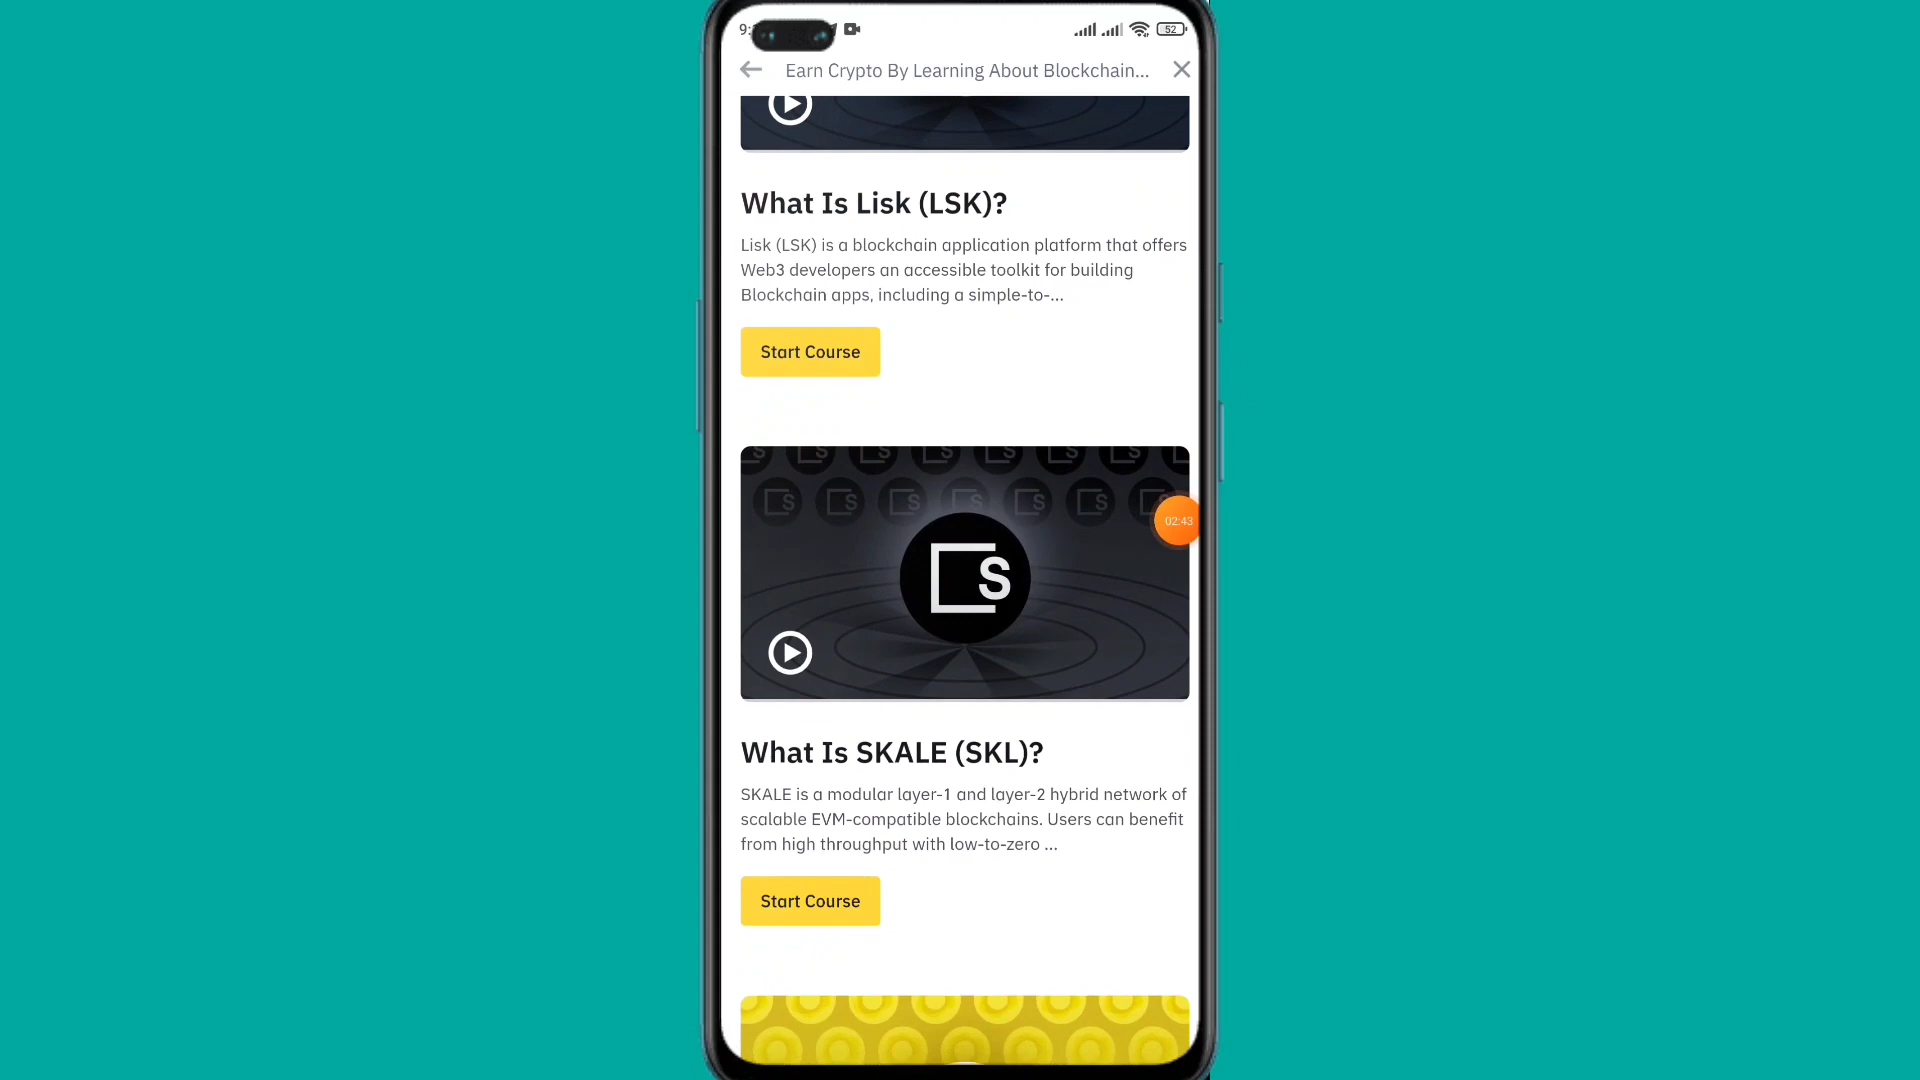 9:
52
Earn Crypto By Learning About Blockchain...
What Is Lisk (LSK)?
Lisk (LSK) is a blockchain application platform that offers
Web3 developers an accessible toolkit for building
Blockchain apps, including a simple-to-...
Start Course
S
02:43
What Is SKALE (SKL)?
SKALE is a modular layer-1 and layer-2 hybrid network of
scalable EVM-compatible blockchains. Users can benefit
from high throughput with low-to-zero ...
Start Course